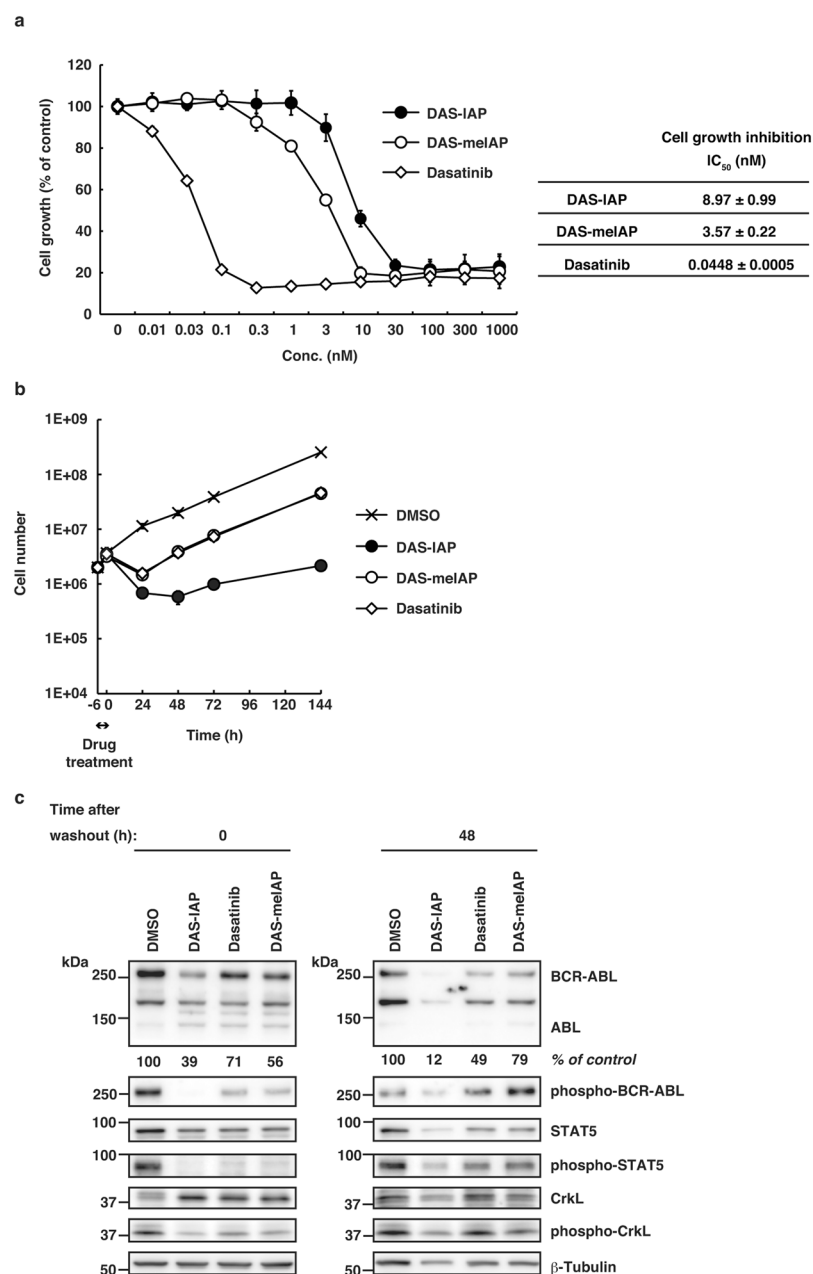 a
120
100
80
60
40
20
0
Cell growth (% of control)
0 0.01 0.03 0.1 0.3 1 3 10 30 100 300 1000
Conc. (nM)
DAS-IAP
DAS-meIAP
Dasatinib
Cell growth inhibition
IC50 (nM)
DAS-IAP 8.97 ± 0.99
DAS-meIAP 3.57 ± 0.22
Dasatinib 0.0448 ± 0.0005
b
1E+09
1E+08
1E+07
1E+06
1E+05
1E+04
Cell number
-6 0 24 48 72 96 120 144
Time (h)
Drug
treatment
DMSO
DAS-IAP
DAS-meIAP
Dasatinib
c
Time after
washout (h): 0 48
DMSO DAS-IAP Dasatinib DAS-meIAP DMSO DAS-IAP Dasatinib DAS-meIAP
kDa kDa
250 250 BCR-ABL
150 150 ABL
100 39 71 56 100 12 49 79 % of control
250 250 phospho-BCR-ABL
100 100 STAT5
100 100 phospho-STAT5
37 37 CrkL
37 37 phospho-CrkL
50 50 β-Tubulin